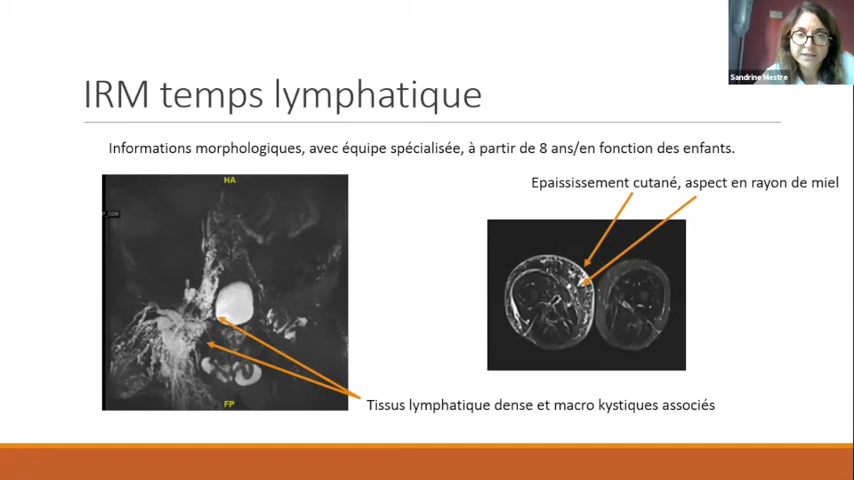 Sandrine Mestre
IRM temps lymphatique
Informations morphologiques, avec équipe spécialisée, à partir de 8 ans/en fonction des enfants.
Epaississement cutané, aspect en rayon de miel
HA
FP
Tissus lymphatique dense et macro kystiques associés